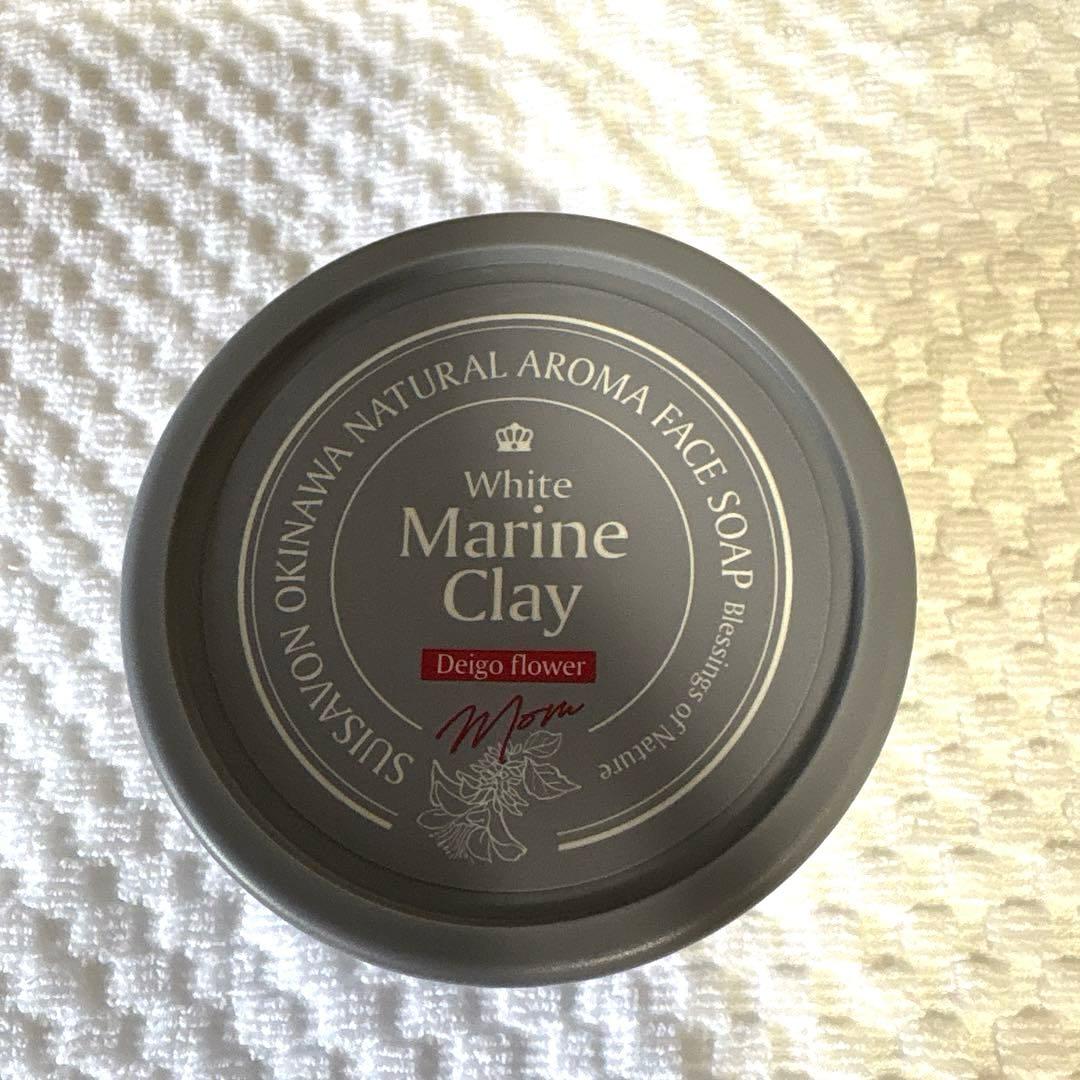 SUISAVON OKINAWA NATURAL AROMA FACE SOAP Blessings of Nature
White
Marine
Clay
Deigo flower
Mom